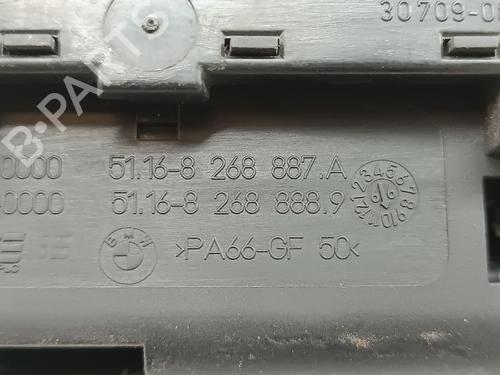 30709-0
B-PARTS
0000 51.16-8 268 887.A
-0000 51.16-8 268 888.9
BMW >PA66-GF 50<